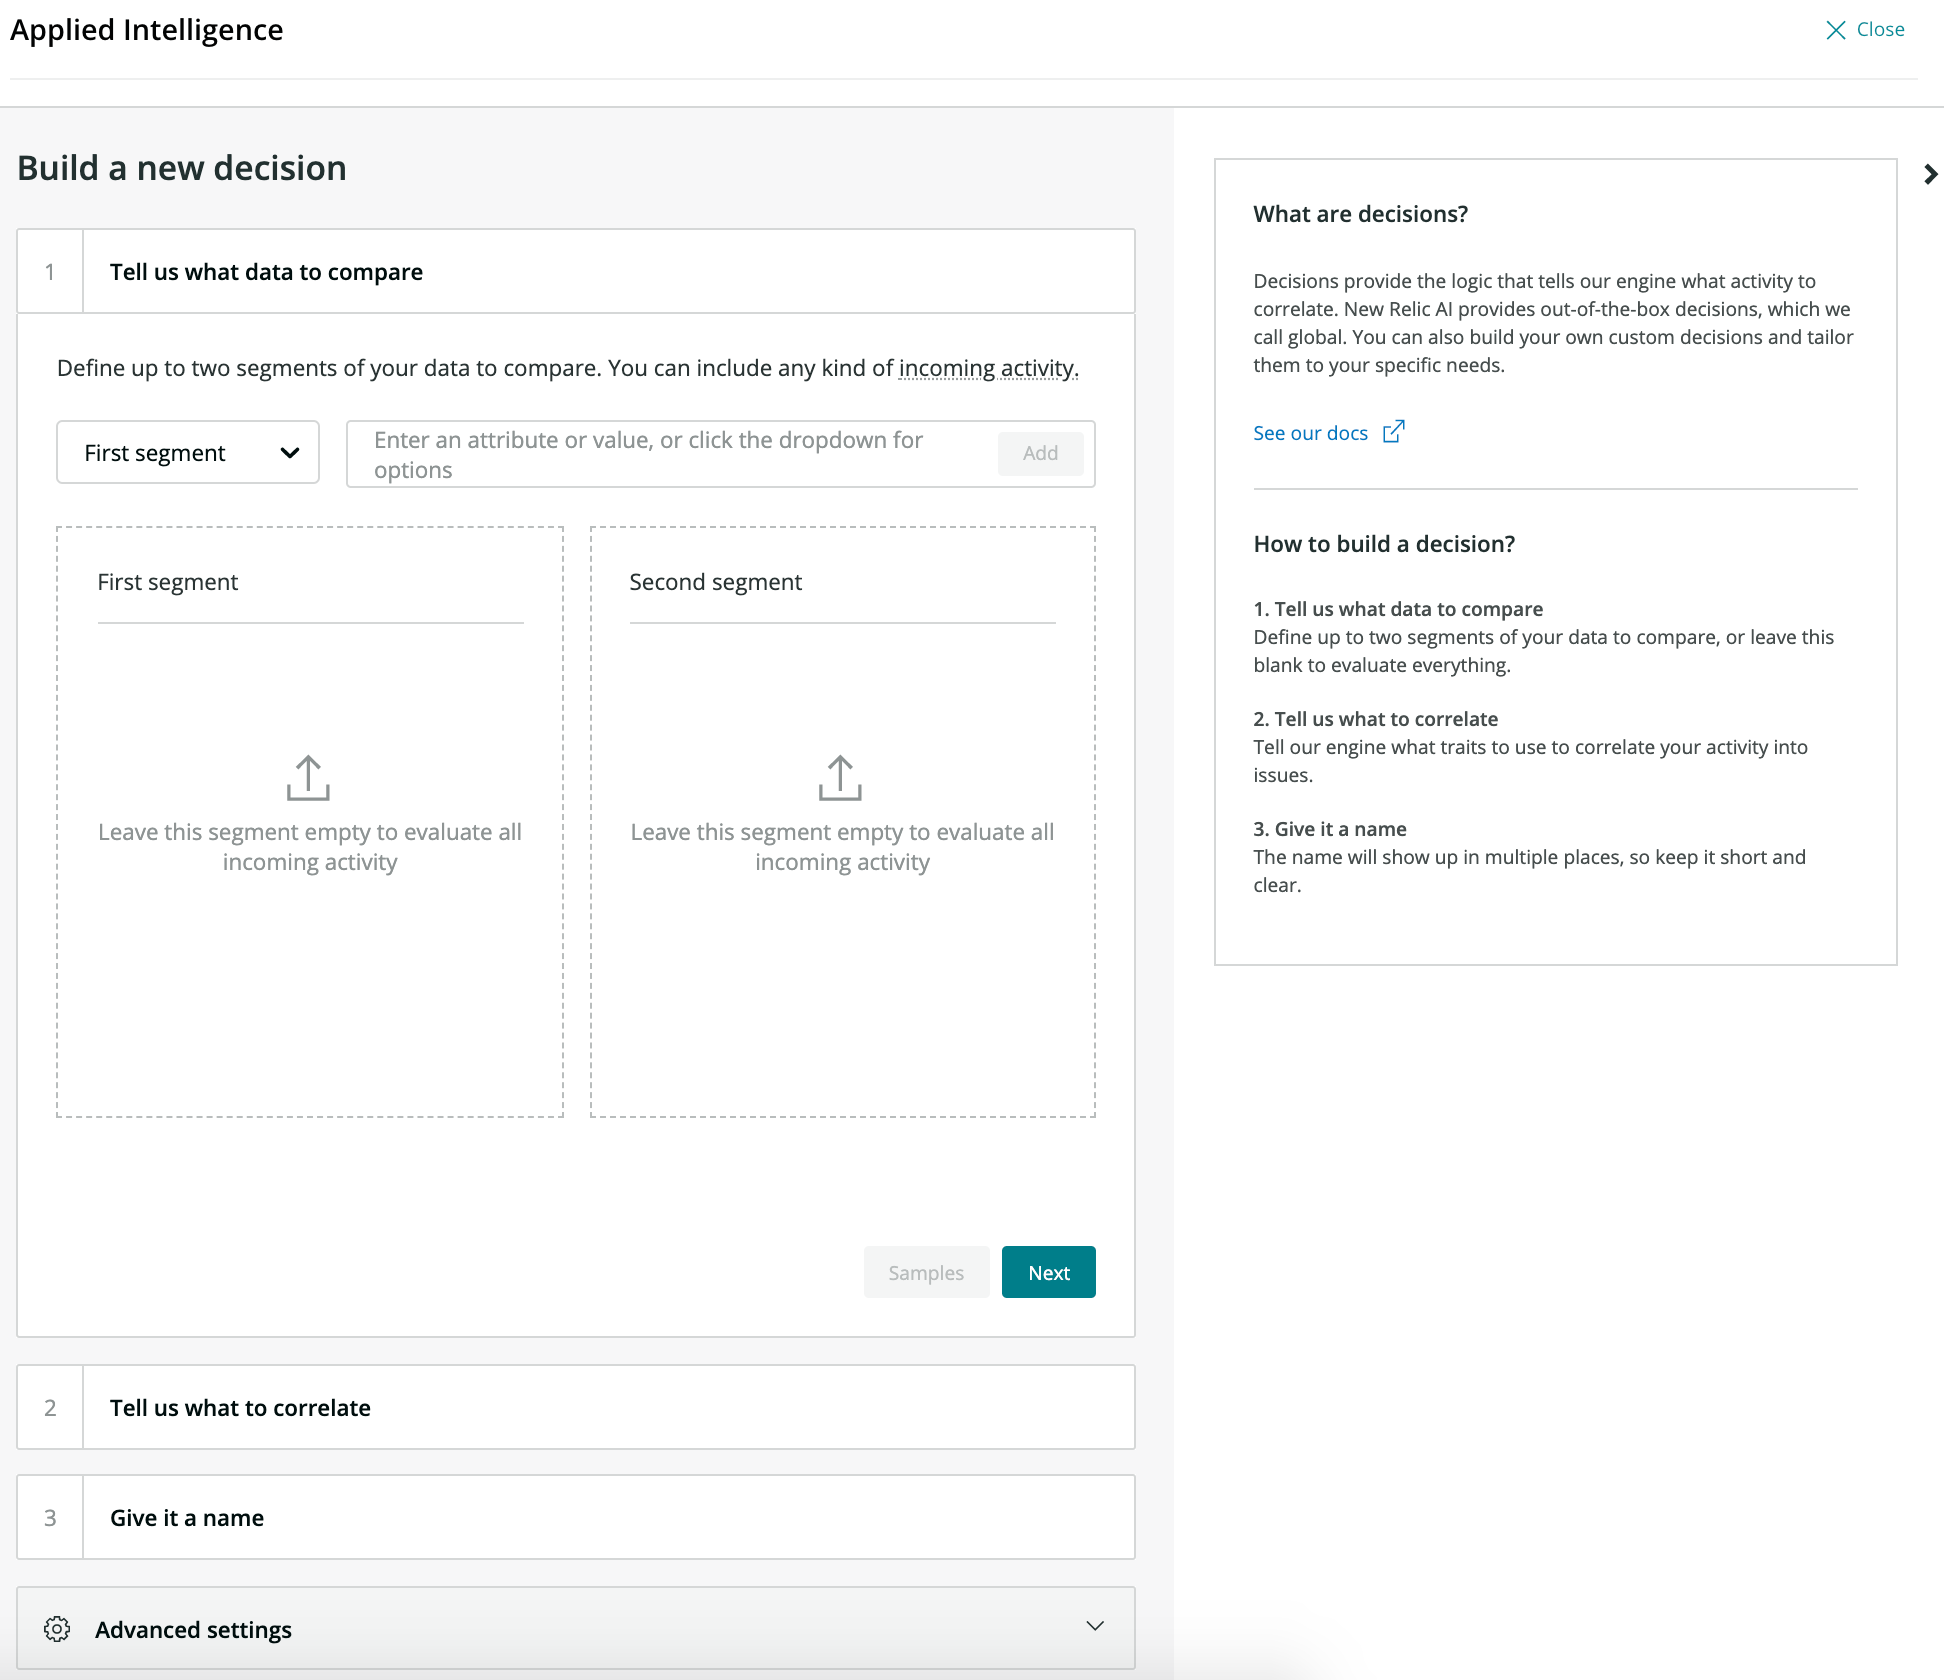 Applied Intelligence
Close
Build a new decision
1
Tell us what data to compare
Define up to two segments of your data to compare. You can include any kind of incoming activity.
First segment
Enter an attribute or value, or click the dropdown for
options
Add
First segment
Leave this segment empty to evaluate all
incoming activity
Second segment
Leave this segment empty to evaluate all
incoming activity
Samples
Next
2
Tell us what to correlate
3
Give it a name
Advanced settings
What are decisions?
Decisions provide the logic that tells our engine what activity to
correlate. New Relic AI provides out-of-the-box decisions, which we
call global. You can also build your own custom decisions and tailor
them to your specific needs.
See our docs
How to build a decision?
1. Tell us what data to compare
Define up to two segments of your data to compare, or leave this
blank to evaluate everything.
2. Tell us what to correlate
Tell our engine what traits to use to correlate your activity into
issues.
3. Give it a name
The name will show up in multiple places, so keep it short and
clear.